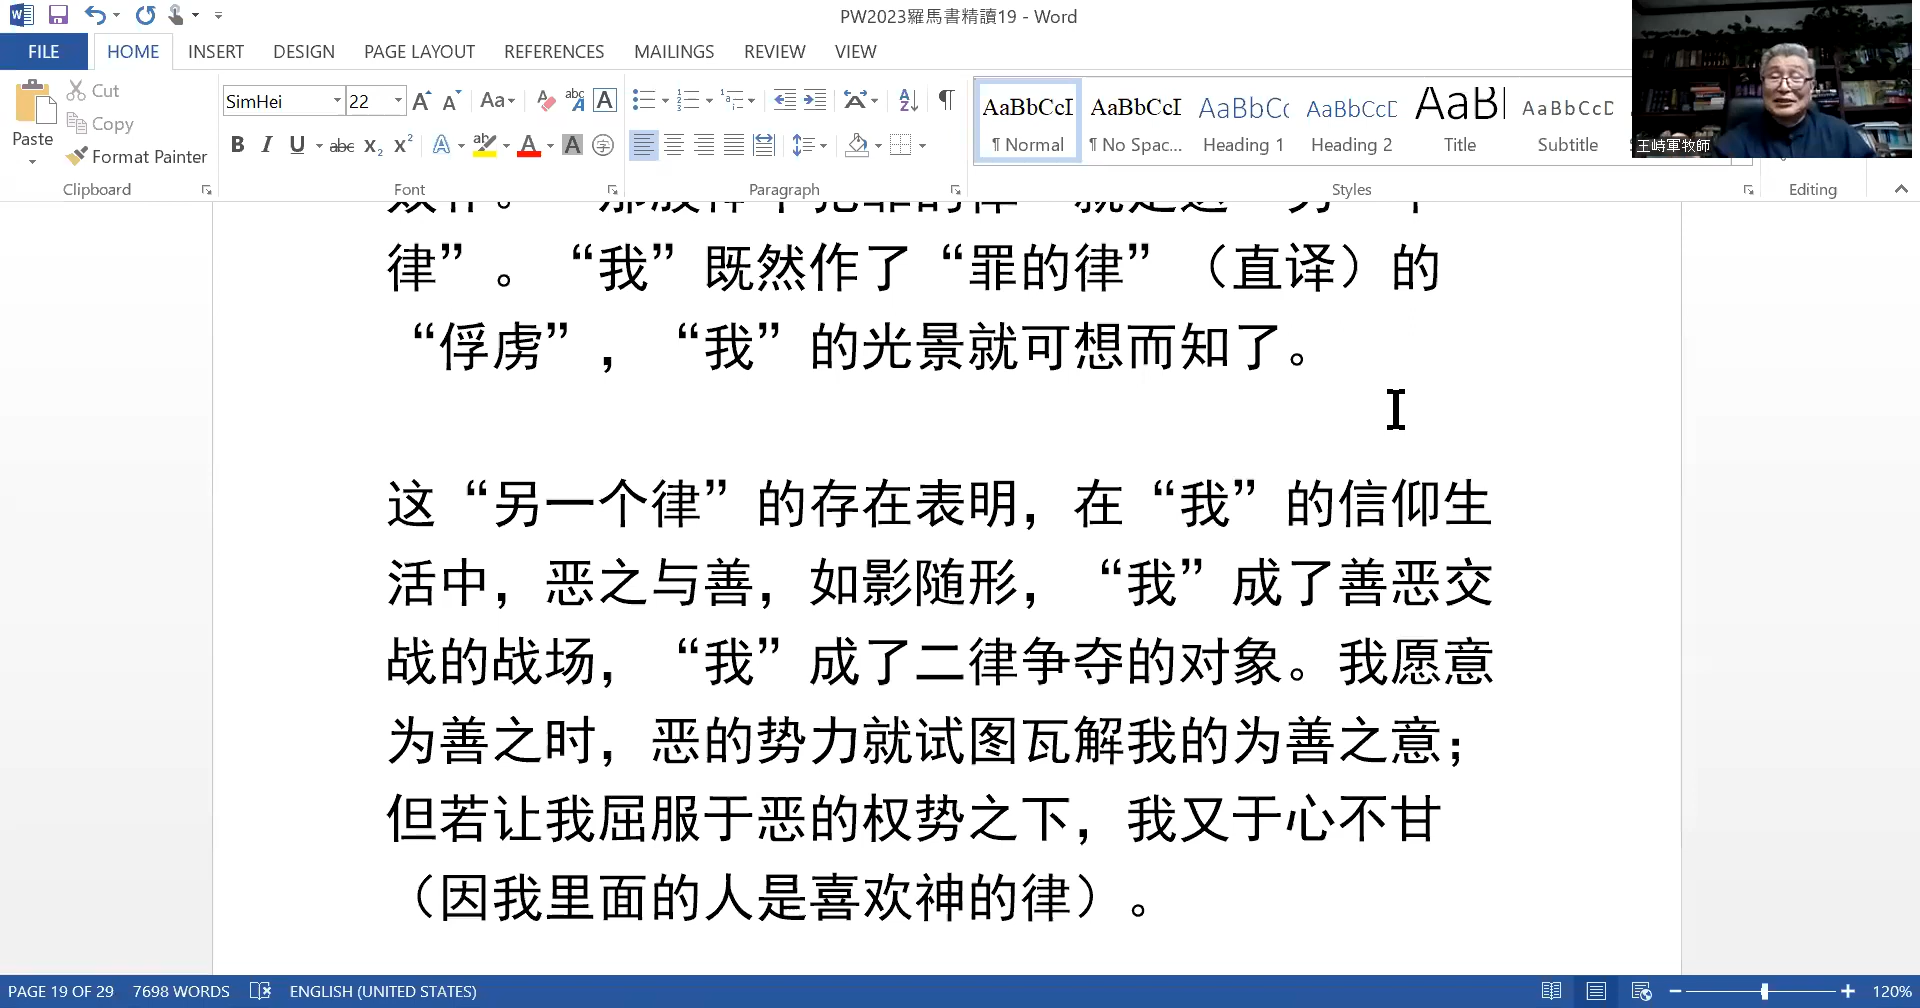 PW2023羅馬書精讀19 - Word
FILE HOME INSERT DESIGN PAGE LAYOUT REFERENCES MAILINGS REVIEW VIEW
Paste
Cut
Copy
Format Painter
Clipboard
SimHei 22
Font
Paragraph
AaBbCcI AaBbCcI AaBbCc AaBbCcD AaBl AaBbCcD
¶ Normal ¶ No Spac... Heading 1 Heading 2 Title Subtitle
Styles
Editing
王峙軍牧師
律”。“我”既然作了“罪的律”（直译）的
“俘虏”，“我”的光景就可想而知了。
这“另一个律”的存在表明，在“我”的信仰生
活中，恶之与善，如影随形，“我”成了善恶交
战的战场，“我”成了二律争夺的对象。我愿意
为善之时，恶的势力就试图瓦解我的为善之意；
但若让我屈服于恶的权势之下，我又于心不甘
（因我里面的人是喜欢神的律）。
PAGE 19 OF 29 7698 WORDS ENGLISH (UNITED STATES) 120%